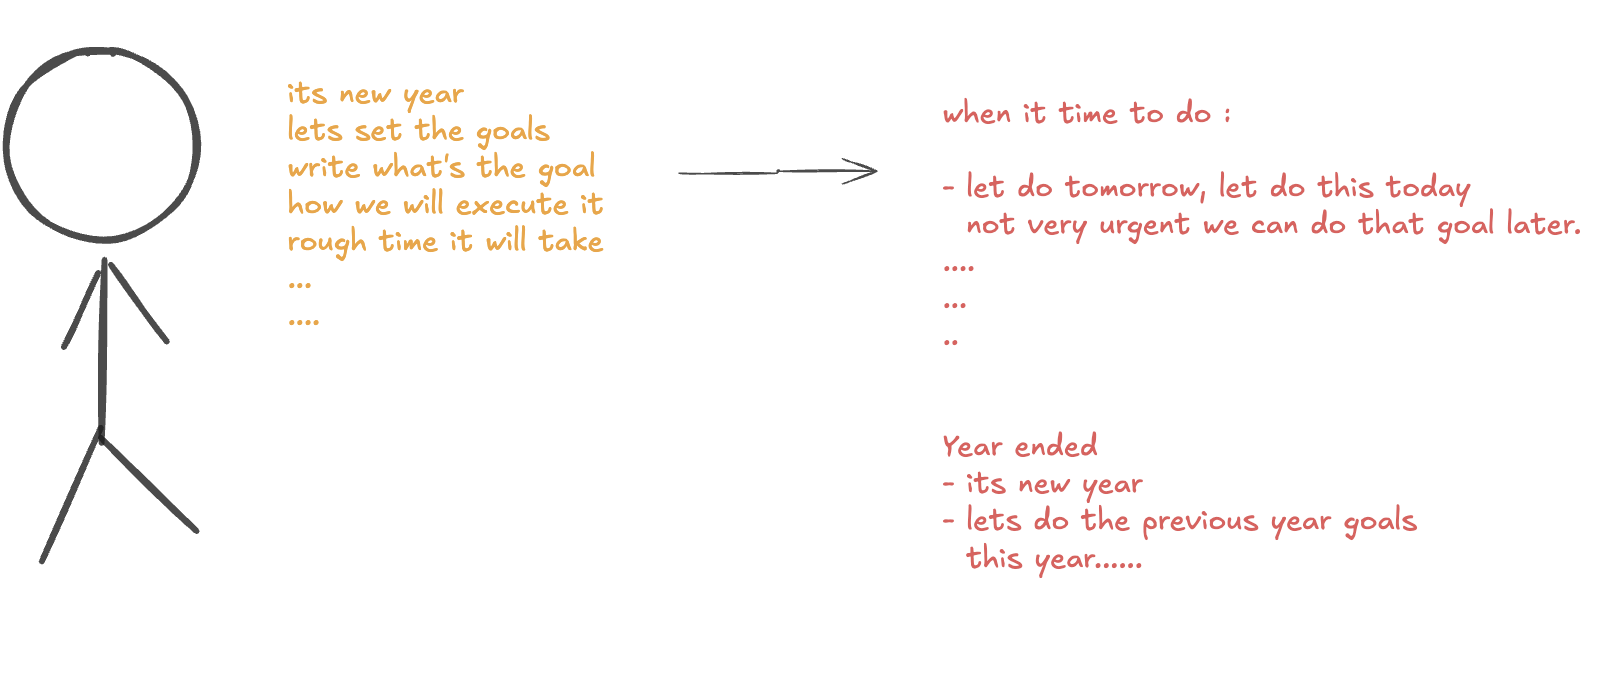 its new year
lets set the goals
write what's the goal
how we will execute it
rough time it will take
...
....
when it time to do :
- let do tomorrow, let do this today
not very urgent we can do that goal later.
....
...
..
Year ended
- its new year
- lets do the previous year goals
this year......